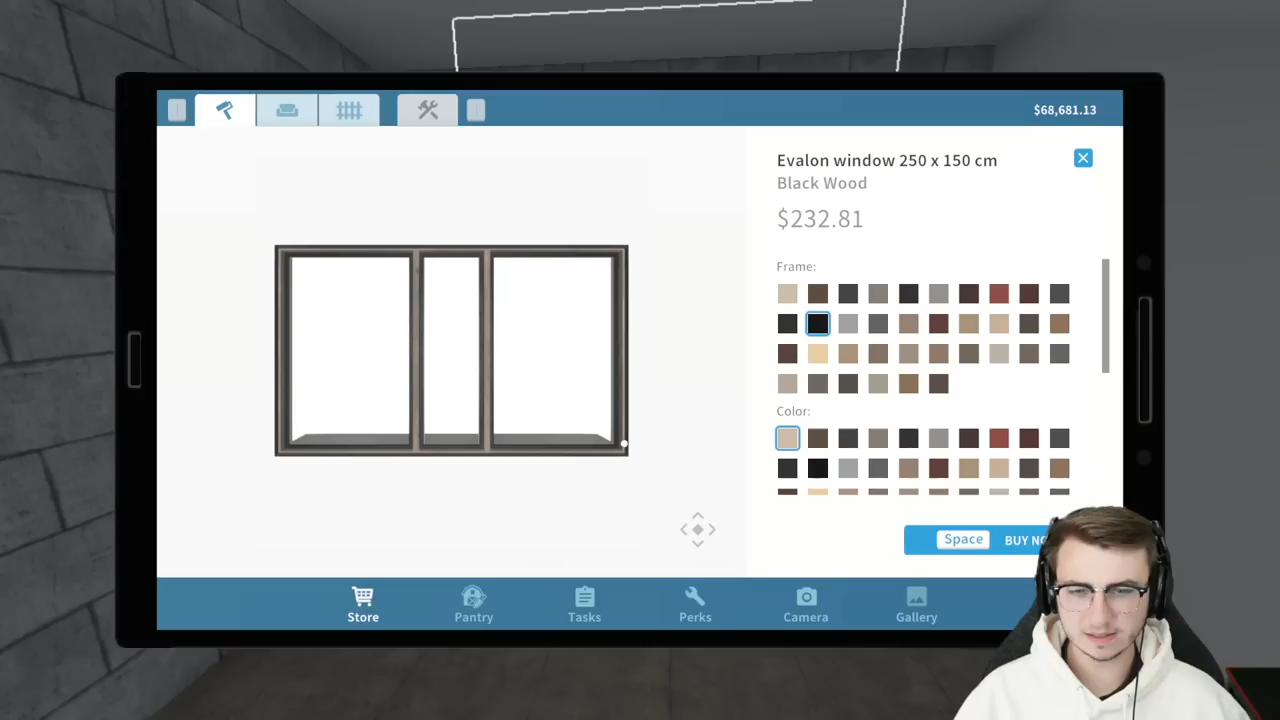 $68,681.13
Evalon window 250 x 150 cm
Black Wood
$232.81
Frame:
Color:
Space BUY
Store Pantry Tasks Perks Camera Gallery